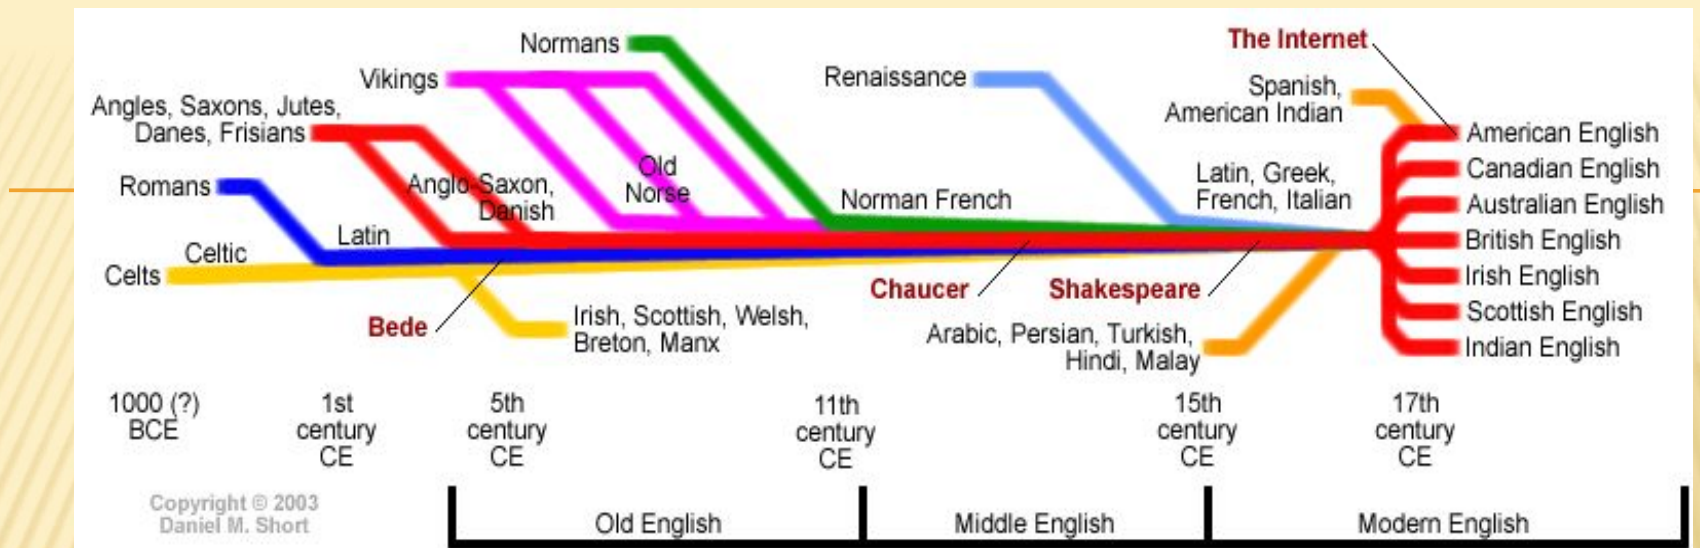 Normans
The Internet
Vikings
Renaissance
Spanish,
American Indian
Angles, Saxons, Jutes,
Danes, Frisians
American English
Canadian English
Romans
Anglo-Saxon,
Danish
Old
Norse
Norman French
Latin, Greek,
French, Italian
Australian English
Latin
British English
Celtic
Celts
Irish English
Bede
Irish, Scottish, Welsh,
Breton, Manx
Chaucer
Shakespeare
Scottish English
Arabic, Persian, Turkish,
Hindi, Malay
Indian English
1000 (?)
BCE
1st
century
CE
5th
century
CE
11th
century
CE
15th
century
CE
17th
century
CE
Copyright © 2003
Daniel M. Short
Old English
Middle English
Modern English